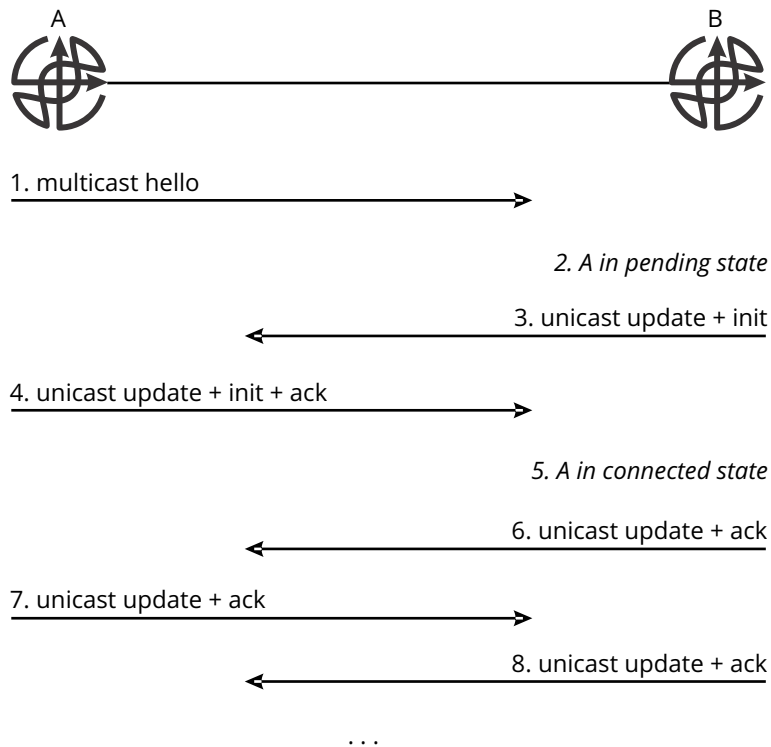 A B
1. multicast hello
2. A in pending state
3. unicast update + init
4. unicast update + init + ack
5. A in connected state
6. unicast update + ack
7. unicast update + ack
8. unicast update + ack
. . .